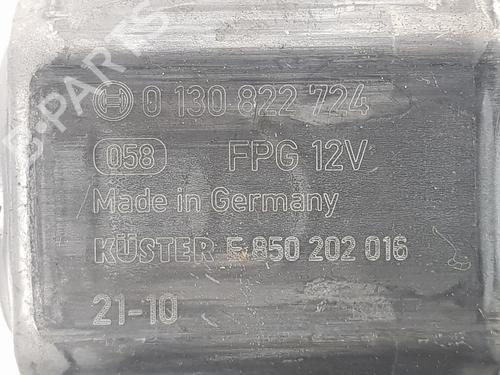 0 130 822 724
058 FPG 12V
Made in Germany
KÜSTER E 850 202 016
21-10
B-PARTS